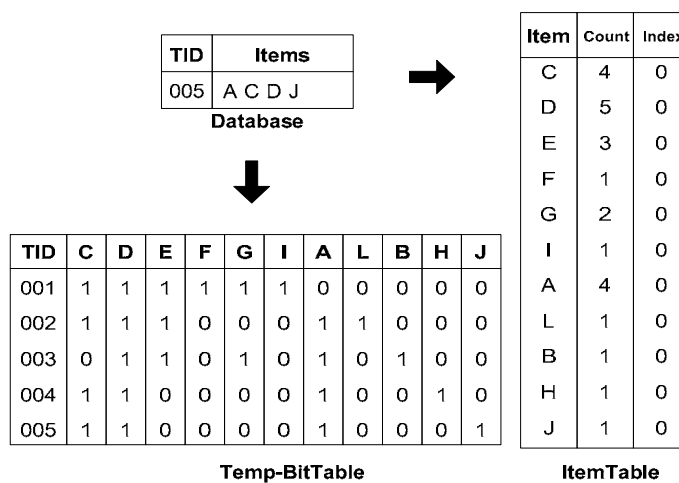 TID Items
005 A C D J
Database
TID C D E F G I A L B H J
001 1 1 1 1 1 1 0 0 0 0 0
002 1 1 1 0 0 0 1 1 0 0 0
003 0 1 1 0 1 0 1 0 1 0 0
004 1 1 0 0 0 0 1 0 0 1 0
005 1 1 0 0 0 0 1 0 0 0 1
Temp-BitTable
Item Count Index
C 4 0
D 5 0
E 3 0
F 1 0
G 2 0
I 1 0
A 4 0
L 1 0
B 1 0
H 1 0
J 1 0
ItemTable